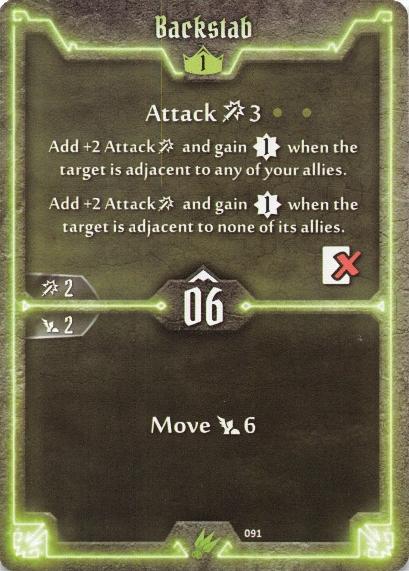 Backstab
1
Attack 3
Add +2 Attack and gain 1 when the
target is adjacent to any of your allies.
Add +2 Attack and gain 1 when the
target is adjacent to none of its allies.
2
06
2
Move 6
091